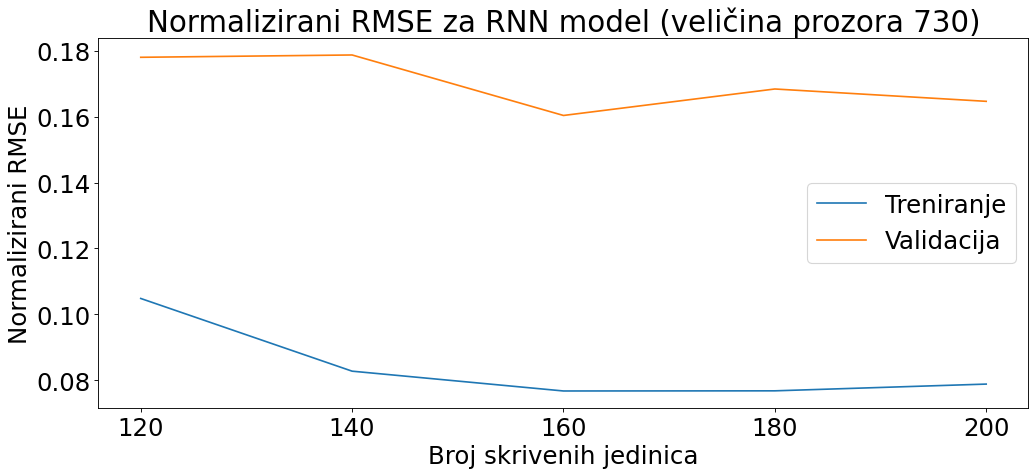 Normalizirani RMSE za RNN model (veličina prozora 730)
Normalizirani RMSE
0.18
0.16
0.14
0.12
0.10
0.08
Treniranje
Validacija
120 140 160 180 200
Broj skrivenih jedinica